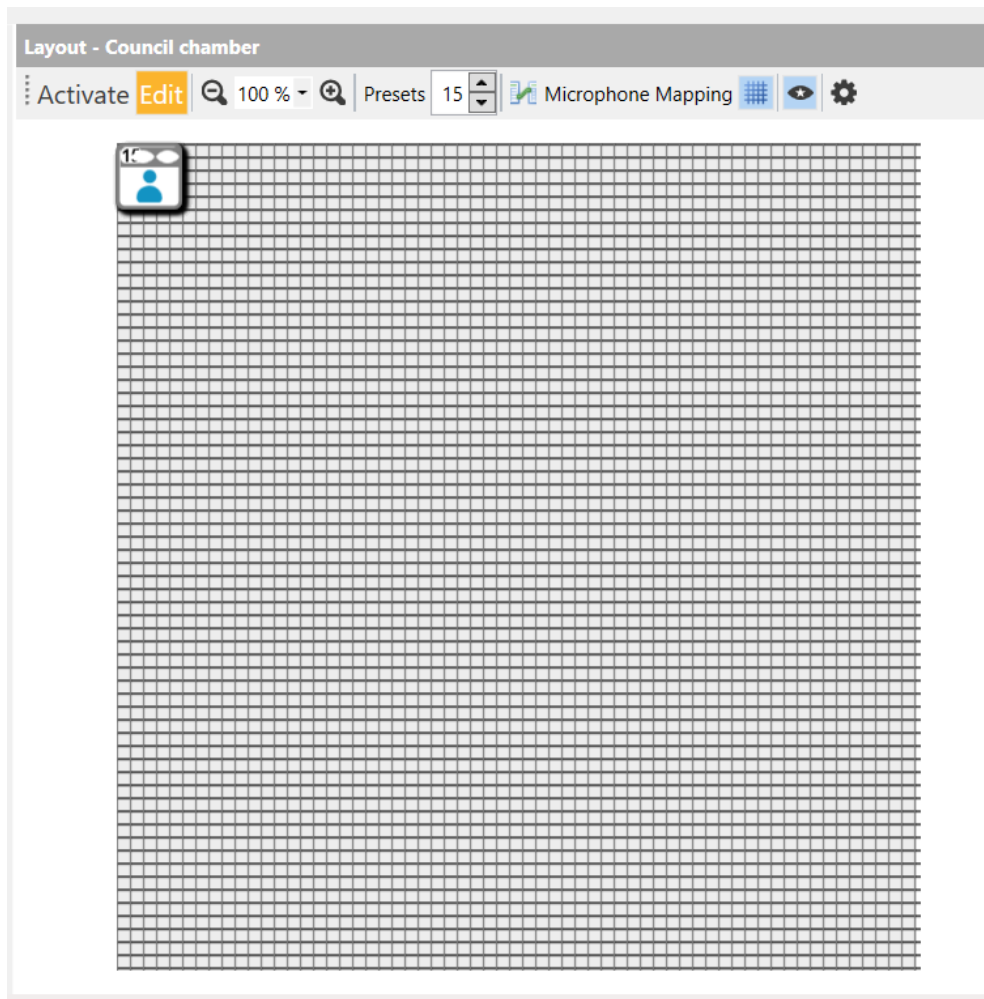 Layout - Council chamber
Activate Edit 100 % Presets 15 Microphone Mapping